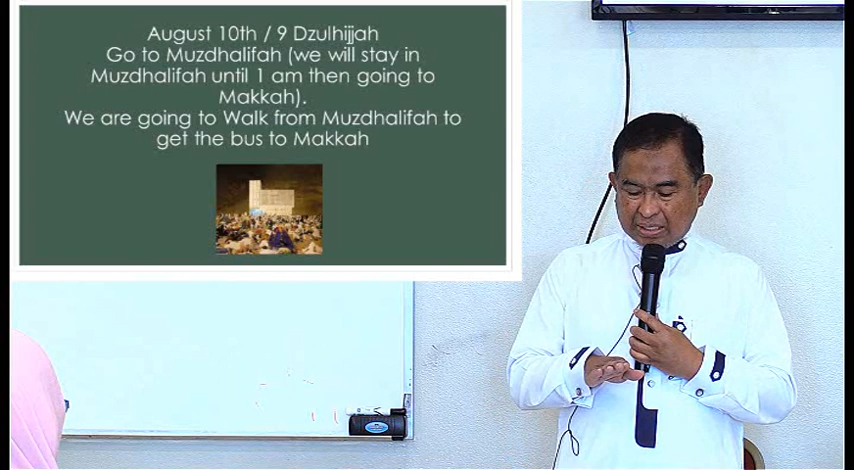 August 10th / 9 Dzulhijjah
Go to Muzdhalifah (we will stay in
Muzdhalifah until 1 am then going to
Makkah).
We are going to Walk from Muzdhalifah to
get the bus to Makkah